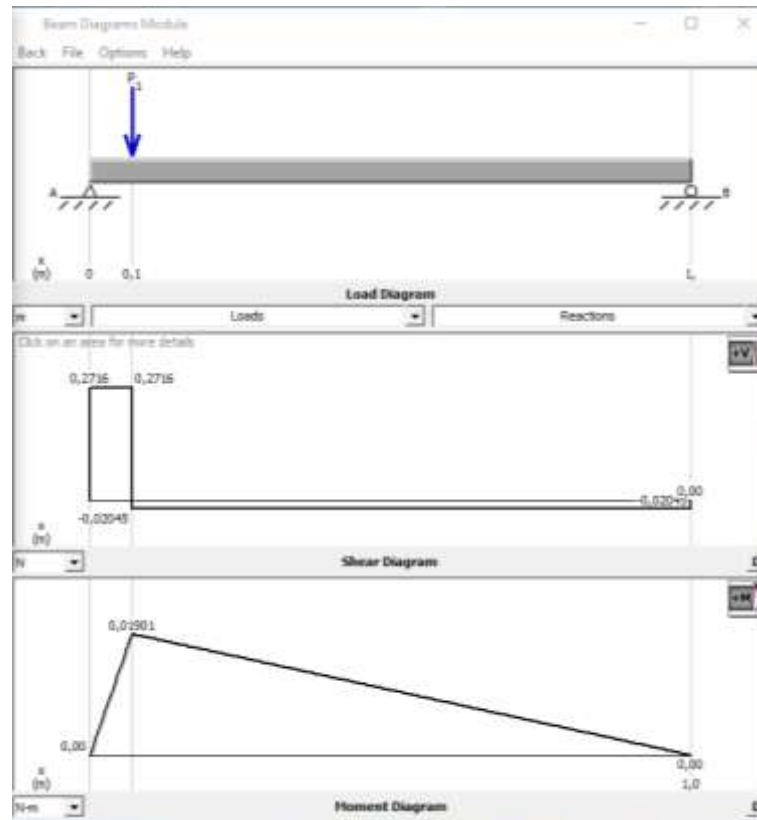 Beam Diagrams Module
Back File Options Help
P1
A
B
x
(m) 0 0,1 1,
Load Diagram
m Loads Reactions
Click on an area for more details
+V
0,2716 0,2716
0,00
-0,02045
x
(m)
N Shear Diagram
+M
0,01901
0,00
0,00
x
(m) 1,0
N-m Moment Diagram